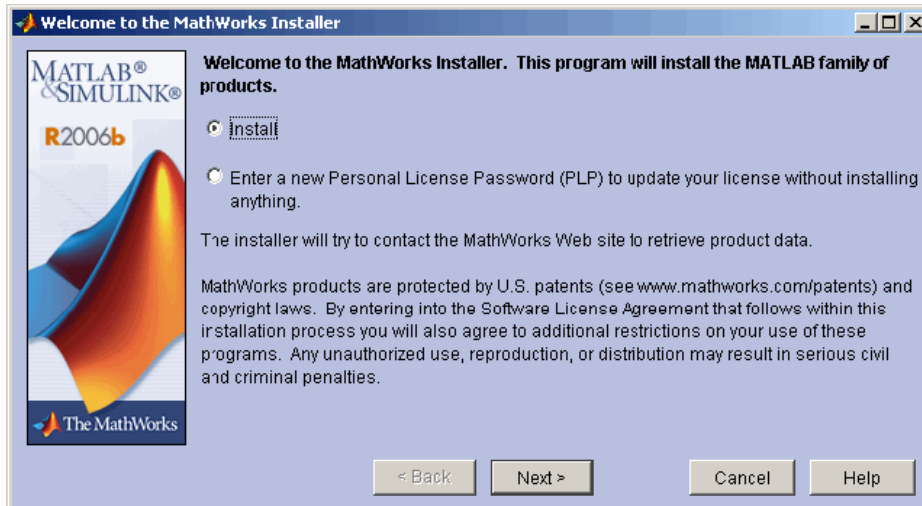 Welcome to the MathWorks Installer
MATLAB®
&SIMULINK®
R2006b
The MathWorks
Welcome to the MathWorks Installer. This program will install the MATLAB family of
products.
Install
Enter a new Personal License Password (PLP) to update your license without installing
anything.
The installer will try to contact the MathWorks Web site to retrieve product data.
MathWorks products are protected by U.S. patents (see www.mathworks.com/patents) and
copyright laws. By entering into the Software License Agreement that follows within this
installation process you will also agree to additional restrictions on your use of these
programs. Any unauthorized use, reproduction, or distribution may result in serious civil
and criminal penalties.
< Back
Next >
Cancel
Help